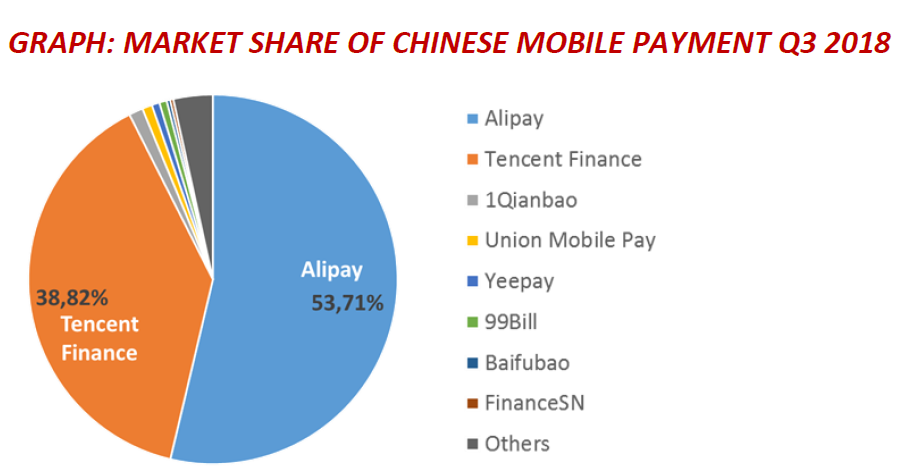 GRAPH: MARKET SHARE OF CHINESE MOBILE PAYMENT Q3 2018
Alipay
53,71%
38,82%
Tencent
Finance
Alipay
Tencent Finance
1Qianbao
Union Mobile Pay
Yeepay
99Bill
Baifubao
FinanceSN
Others